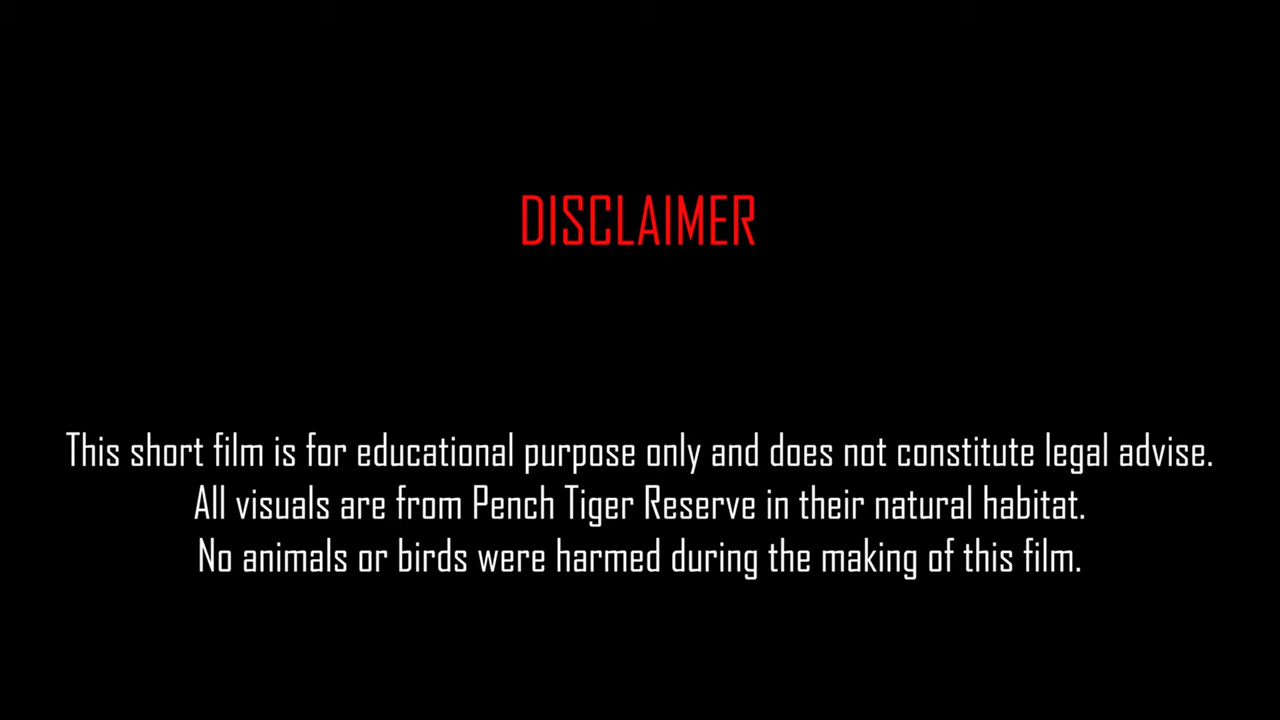 DISCLAIMER
This short film is for educational purpose only and does not constitute legal advise.
All visuals are from Pench Tiger Reserve in their natural habitat.
No animals or birds were harmed during the making of this film.